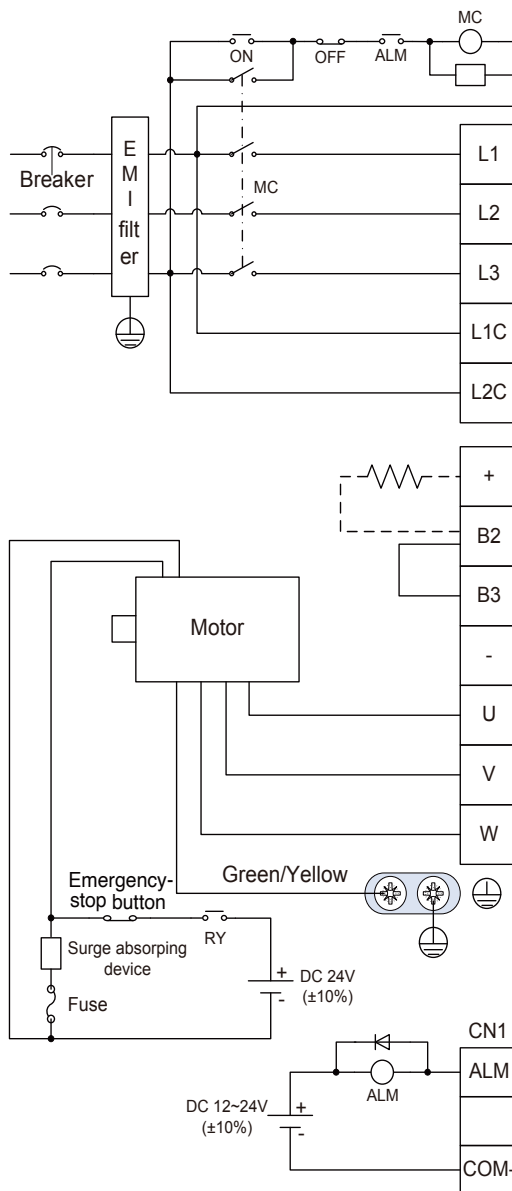 MC
ON
OFF
ALM
E
M
I
filt
er
Breaker
MC
L1
L2
L3
L1C
L2C
+
B2
B3
-
Motor
U
V
W
Green/Yellow
Emergency-
stop button
RY
Surge absorping
device
Fuse
+
-
DC 24V
(±10%)
CN1
ALM
ALM
DC 12~24V
(±10%)
+
-
COM-